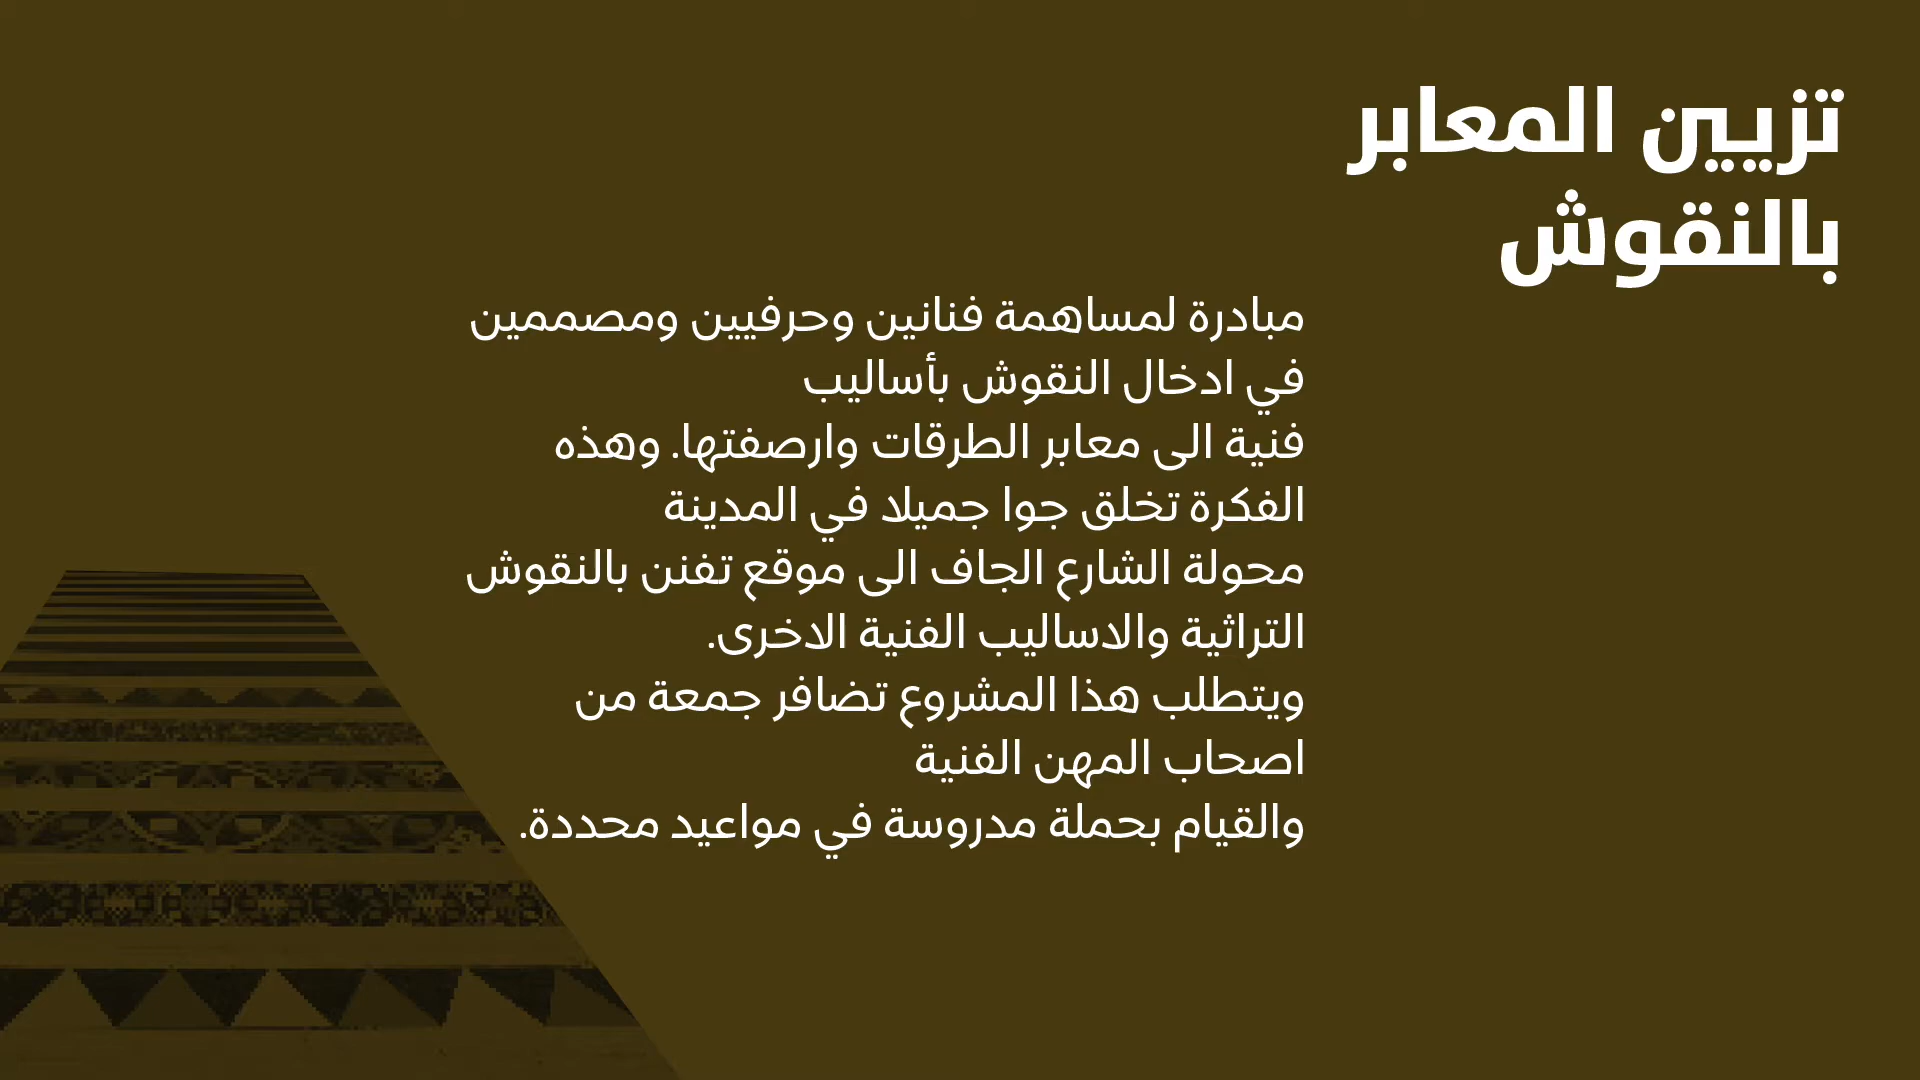 تزيين المعابر
بالنقوش
مبادرة لمساهمة فنانين وحرفيين ومصممين
في ادخال النقوش بأساليب
فنية الى معابر الطرقات وارصفتها. وهذه
الفكرة تخلق جوا جميلا في المدينة
محولة الشارع الجاف الى موقع تفنن بالنقوش
التراثية والاساليب الفنية الاخرى.
ويتطلب هذا المشروع تضافر جمعة من
اصحاب المهن الفنية
والقيام بحملة مدروسة في مواعيد محددة.